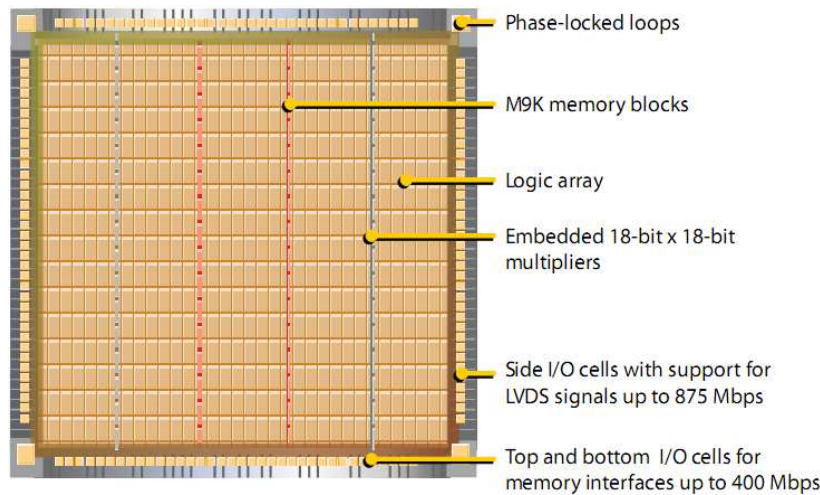 Phase-locked loops
M9K memory blocks
Logic array
Embedded 18-bit x 18-bit
multipliers
Side I/O cells with support for
LVDS signals up to 875 Mbps
Top and bottom I/O cells for
memory interfaces up to 400 Mbps